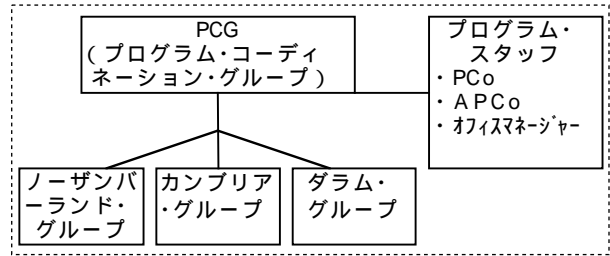 PCG
(プログラム・コーディ
ネーション・グループ)
プログラム・
スタッフ
・PCo
・APCo
・ｵﾌｨｽﾏﾈｰｼﾞｬｰ
ノーザンバ
ーランド・
グループ
カンブリア
・グループ
ダラム・
グループ